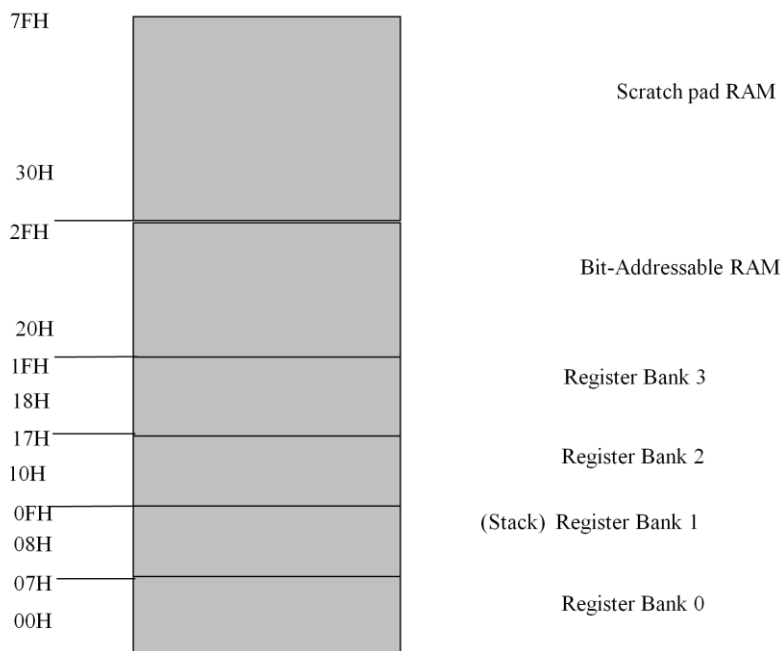 7FH
Scratch pad RAM
30H
2FH
Bit-Addressable RAM
20H
1FH
Register Bank 3
18H
17H
Register Bank 2
10H
0FH
(Stack) Register Bank 1
08H
07H
Register Bank 0
00H